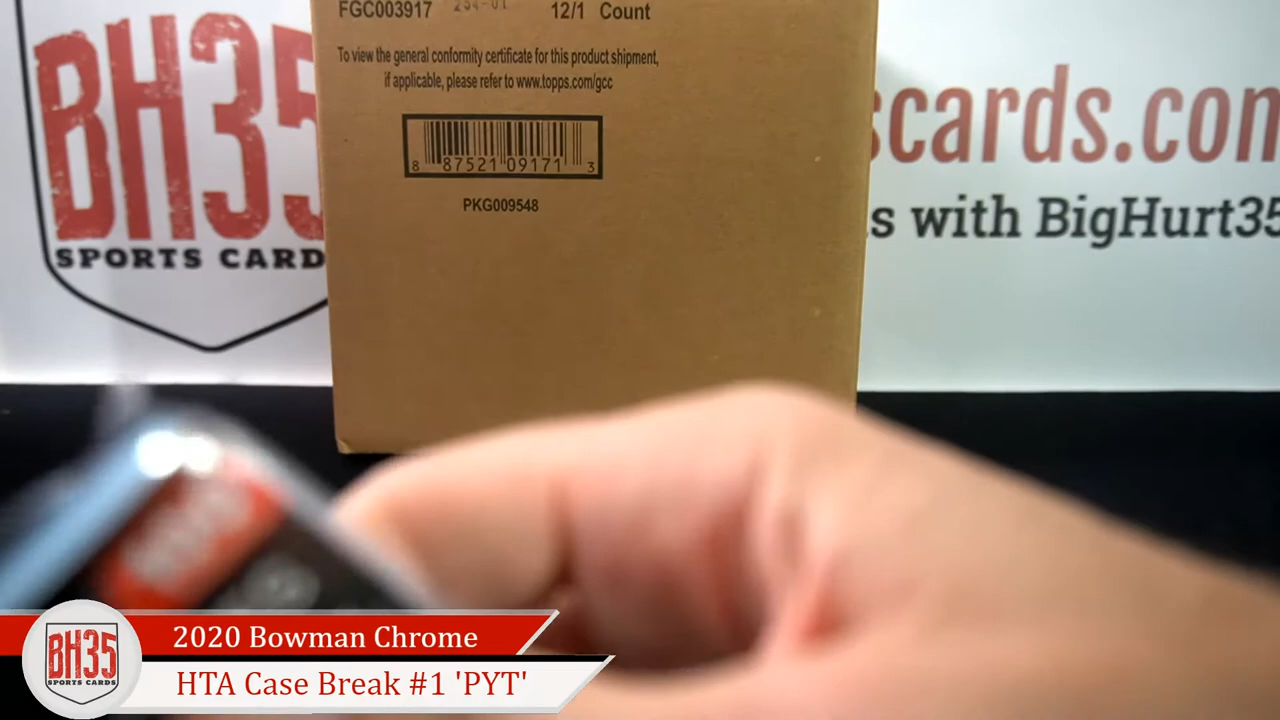 FGC003917 12/1 Count
To view the general conformity certificate for this product shipment,
if applicable, please refer to www.topps.com/gcc
8 87521 09171 3
PKG009548
BH35
SPORTS CARD
scards.com
s with BigHurt35
BH35
SPORTS CARDS
2020 Bowman Chrome
HTA Case Break #1 'PYT'